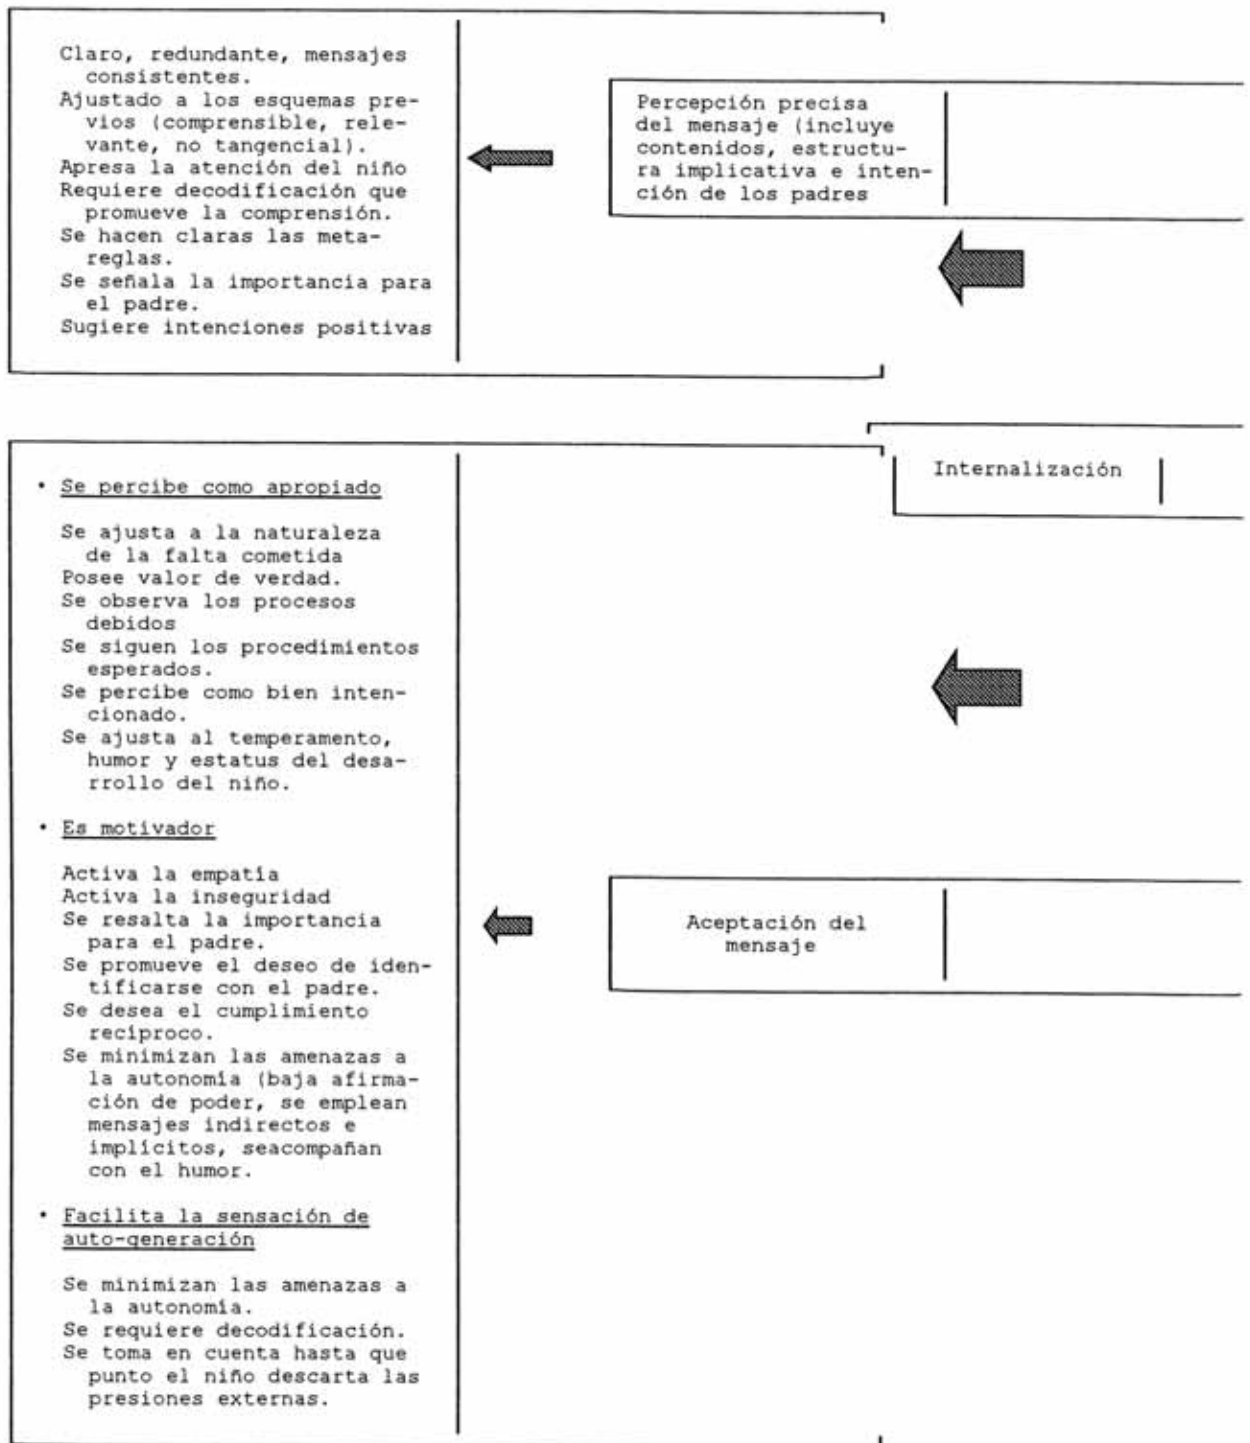 Claro, redundante, mensajes
consistentes.
Ajustado a los esquemas pre-
vios (comprensible, rele-
vante, no tangencial).
Apresa la atención del niño
Requiere decodificación que
promueve la comprensión.
Se hacen claras las meta-
reglas.
Se señala la importancia para
el padre.
Sugiere intenciones positivas
Percepción precisa
del mensaje (incluye
contenidos, estructu-
ra implicativa e inten-
ción de los padres
Internalización
• Se percibe como apropiado
Se ajusta a la naturaleza
de la falta cometida
Posee valor de verdad.
Se observa los procesos
debidos
Se siguen los procedimientos
esperados.
Se percibe como bien inten-
cionado.
Se ajusta al temperamento,
humor y estatus del desa-
rrollo del niño.
• Es motivador
Activa la empatía
Activa la inseguridad
Se resalta la importancia
para el padre.
Se promueve el deseo de iden-
tificarse con el padre.
Se desea el cumplimiento
recíproco.
Se minimizan las amenazas a
la autonomía (baja afirma-
ción de poder, se emplean
mensajes indirectos e
implícitos, seacompañan
con el humor.
Aceptación del
mensaje
• Facilita la sensación de
auto-generación
Se minimizan las amenazas a
la autonomía.
Se requiere decodificación.
Se toma en cuenta hasta que
punto el niño descarta las
presiones externas.